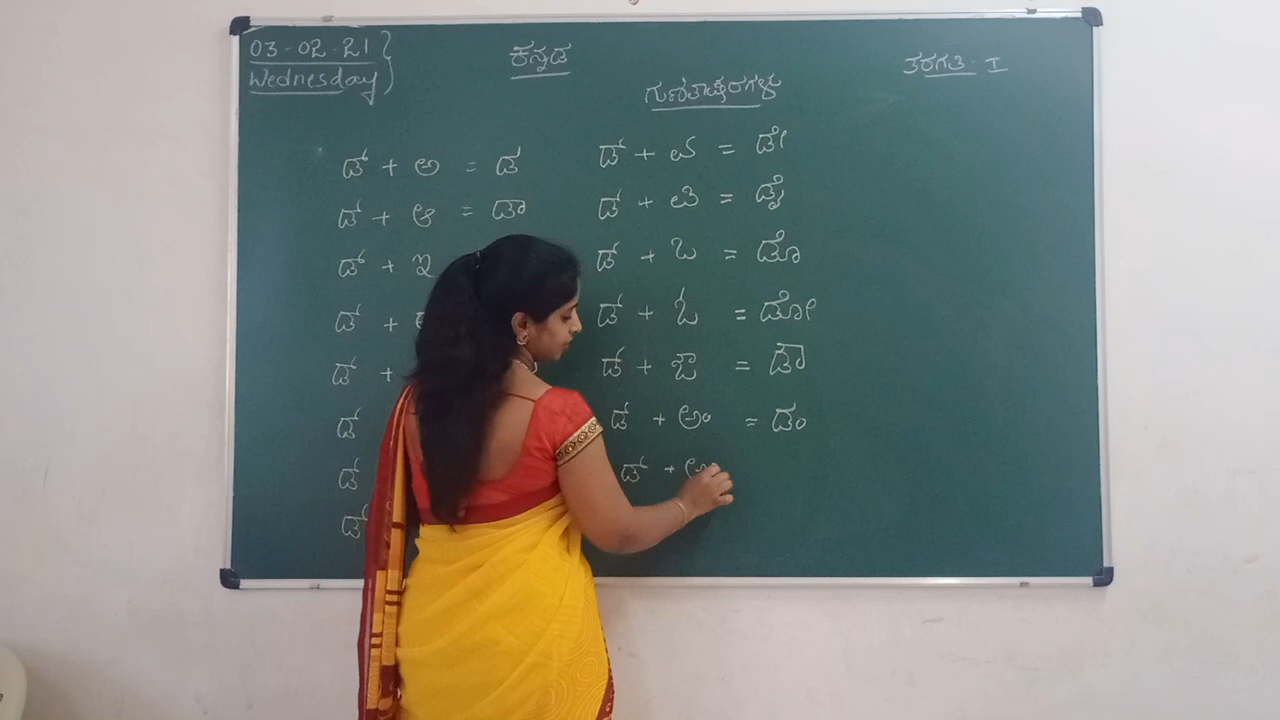 03-02-21
Wednesday
ಕನ್ನಡ
ತರಗತಿ - I
ಗುಣಿತಾಕ್ಷರಗಳು
ಡ್ + ಅ = ಡ
ಡ್ + ಆ = ಡಾ
ಡ್ + ಇ
ಡ್ +
ಡ್ +
ಡ್
ಡ್
ಡ್
ಡ್ + ಏ = ಡೇ
ಡ್ + ಐ = ಡೈ
ಡ್ + ಒ = ಡೊ
ಡ್ + ಓ = ಡೋ
ಡ್ + ಔ = ಡೌ
ಡ್ + ಅಂ = ಡಂ
ಡ್ +